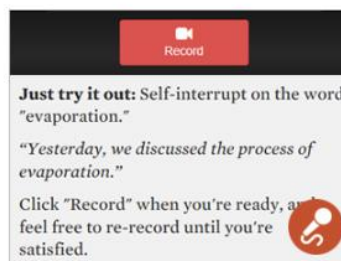 Record
Just try it out: Self-interrupt on the word
"evaporation."
“Yesterday, we discussed the process of
evaporation.”
Click "Record" when you're ready, and
feel free to re-record until you're
satisfied.